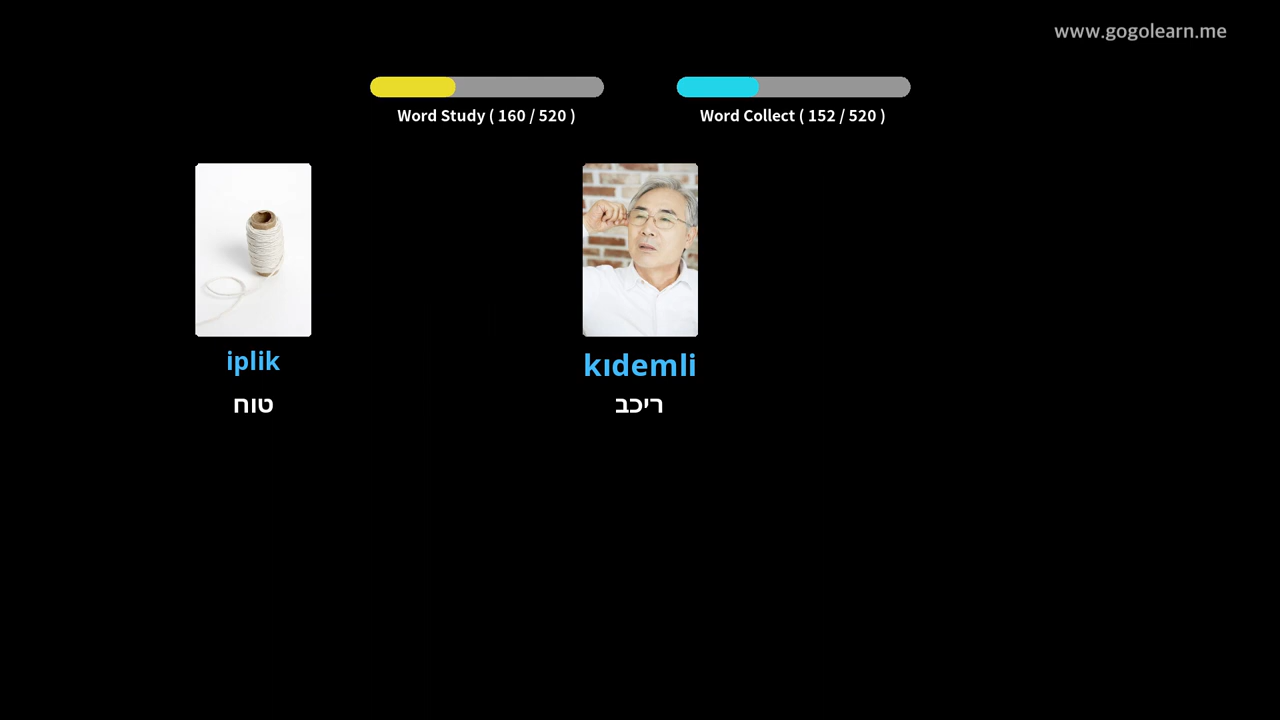 www.gogolearn.me
Word Study ( 160 / 520 )
Word Collect ( 152 / 520 )
iplik
טוח
kıdemli
ריכב